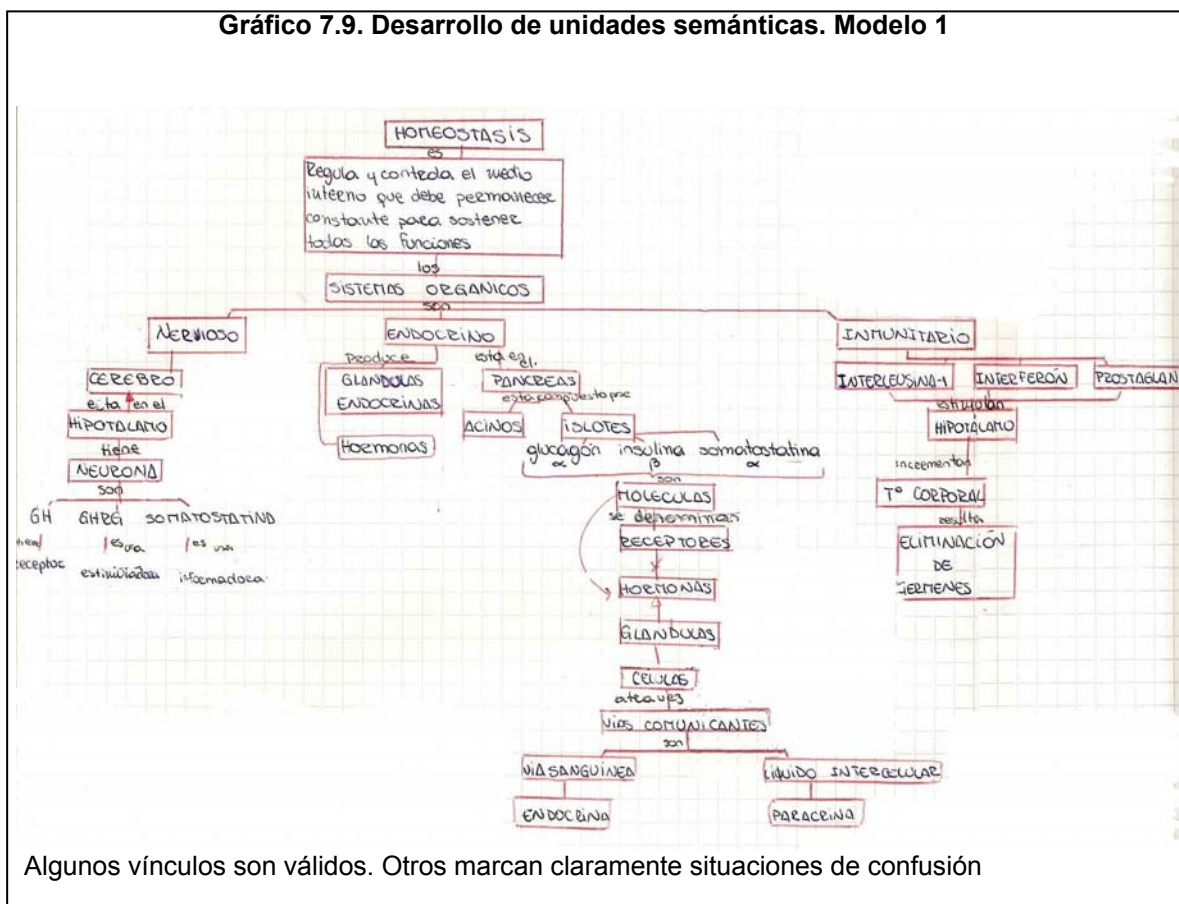 Gráfico 7.9. Desarrollo de unidades semánticas. Modelo 1
HOMEOSTASIS
es
Regula y controla el medio
interno que debe permanecer
constante para sostener
todas las funciones
los
SISTEMAS ORGANICOS
son
NERVIOSO
ENDOCRINO
INMUNITARIO
CEREBRO
esta en el
HIPOTALAMO
tiene
NEURONA
son
GH GHRG SOMATOSTATINA
es una
es una
receptor
estimuladora
informadora
Produce
GLANDULAS
ENDOCRINAS
Hormonas
está en el.
PANCREAS
esta compuesto por
ACINOS
ISLOTES
glucagón insulina somatostatina
α β α
son
MOLECULAS
se denominan
RECEPTORES
HORMONAS
GLANDULAS
CELULAS
atraves
VIAS COMUNICANTES
son
VIA SANGUINEA
LIQUIDO INTERCELULAR
ENDOCRINA
PARACRINA
INTERLEUSINA-1
INTERFERÓN
PROSTAGLAN
estimulan
HIPOTALAMO
incrementan
Tº CORPORAL
resulta
ELIMINACIÓN
DE
GERMENES
Algunos vínculos son válidos. Otros marcan claramente situaciones de confusión